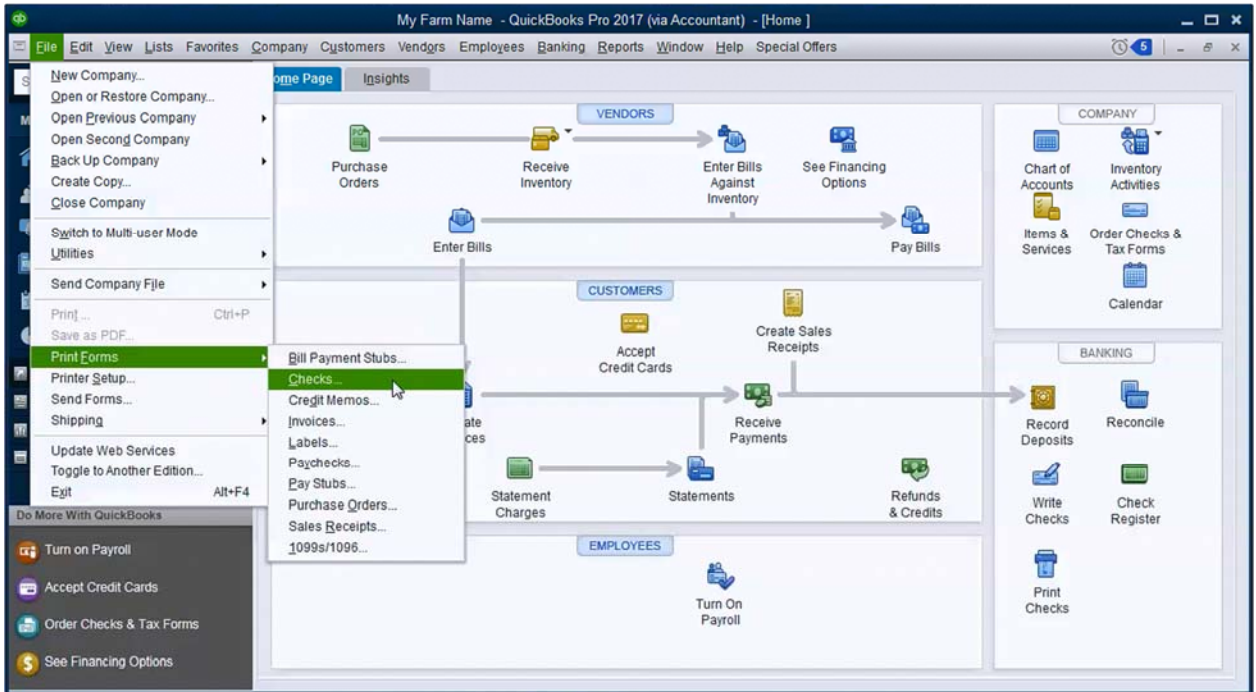 qb
My Farm Name - QuickBooks Pro 2017 (via Accountant) - [Home ]
File Edit View Lists Favorites Company Customers Vendors Employees Banking Reports Window Help Special Offers
5
New Company...
Open or Restore Company...
Open Previous Company
Open Second Company
Back Up Company
Create Copy...
Close Company
Switch to Multi-user Mode
Utilities
Send Company File
Print ... Ctrl+P
Save as PDF...
Print Forms
Printer Setup...
Send Forms...
Shipping
Update Web Services
Toggle to Another Edition...
Exit Alt+F4
Bill Payment Stubs...
Checks...
Credit Memos...
Invoices...
Labels...
Paychecks...
Pay Stubs...
Purchase Orders...
Sales Receipts...
1099s/1096...
Do More With QuickBooks
Turn on Payroll
Accept Credit Cards
Order Checks & Tax Forms
See Financing Options
ome Page
Insights
VENDORS
Purchase
Orders
Receive
Inventory
Enter Bills
Against
Inventory
See Financing
Options
Enter Bills
Pay Bills
CUSTOMERS
Accept
Credit Cards
Create Sales
Receipts
ate
ces
Receive
Payments
Statement
Charges
Statements
Refunds
& Credits
EMPLOYEES
Turn On
Payroll
COMPANY
Chart of
Accounts
Inventory
Activities
Items &
Services
Order Checks &
Tax Forms
Calendar
BANKING
Record
Deposits
Reconcile
Write
Checks
Check
Register
Print
Checks